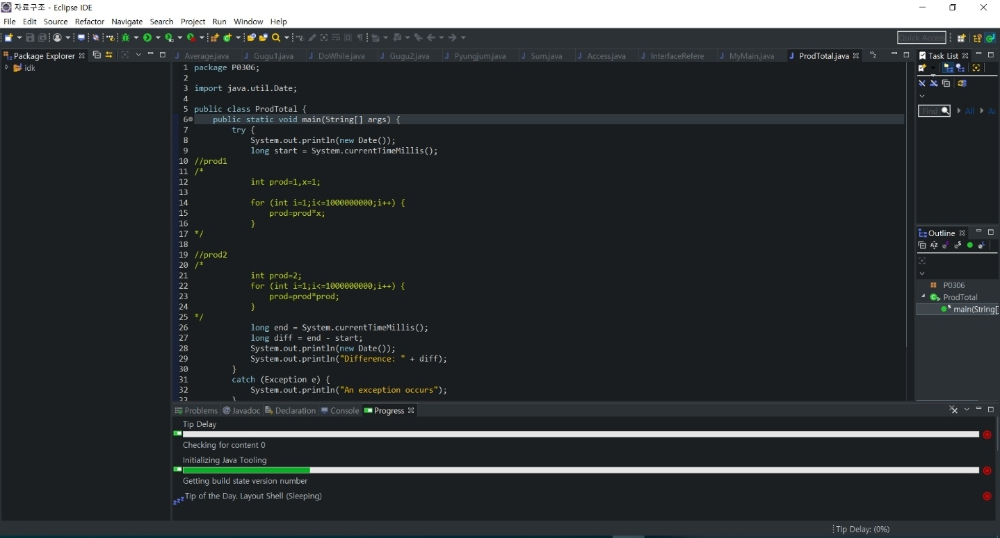 자료구조 - Eclipse IDE
File Edit Source Refactor Navigate Search Project Run Window Help
Quick Access
Package Explorer
idk
Average.java Gugu1.java DoWhile.java Gugu2.java Pyungjum.java Sum.java Access.java InterfaceRefere MyMain.java ProdTotal.java »2
1 package P0306;
2
3 import java.util.Date;
4
5 public class ProdTotal {
6 public static void main(String[] args) {
7 try {
8 System.out.println(new Date());
9 long start = System.currentTimeMillis();
10 //prod1
11 /*
12 int prod=1,x=1;
13
14 for (int i=1;i<=1000000000;i++) {
15 prod=prod*x;
16 }
17 */
18
19 //prod2
20 /*
21 int prod=2;
22 for (int i=1;i<=1000000000;i++) {
23 prod=prod*prod;
24 }
25 */
26 long end = System.currentTimeMillis();
27 long diff = end - start;
28 System.out.println(new Date());
29 System.out.println("Difference: " + diff);
30 }
31 catch (Exception e) {
32 System.out.println("An exception occurs");
33 }
Task List
Find All Ac
Outline
P0306
ProdTotal
main(String[
Problems @ Javadoc Declaration Console Progress
Tip Delay
Checking for content 0
Initializing Java Tooling
Getting build state version number
Tip of the Day. Layout Shell (Sleeping)
Tip Delay: (0%)